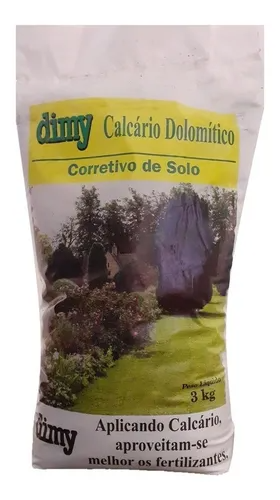 dimy Calcário Dolomítico
Corretivo de Solo
Peso Líquido
3 kg
dimy
Aplicando Calcário,
aproveitam-se
melhor os fertilizantes.